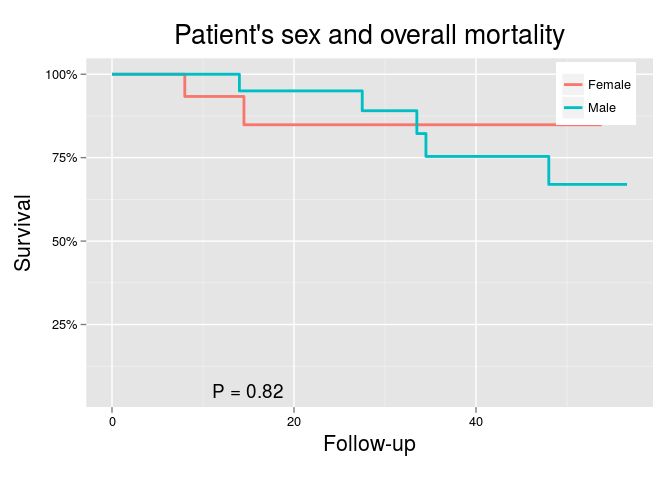 Patient's sex and overall mortality
100%
75%
50%
25%
Survival
Female
Male
P = 0.82
0
20
40
Follow-up